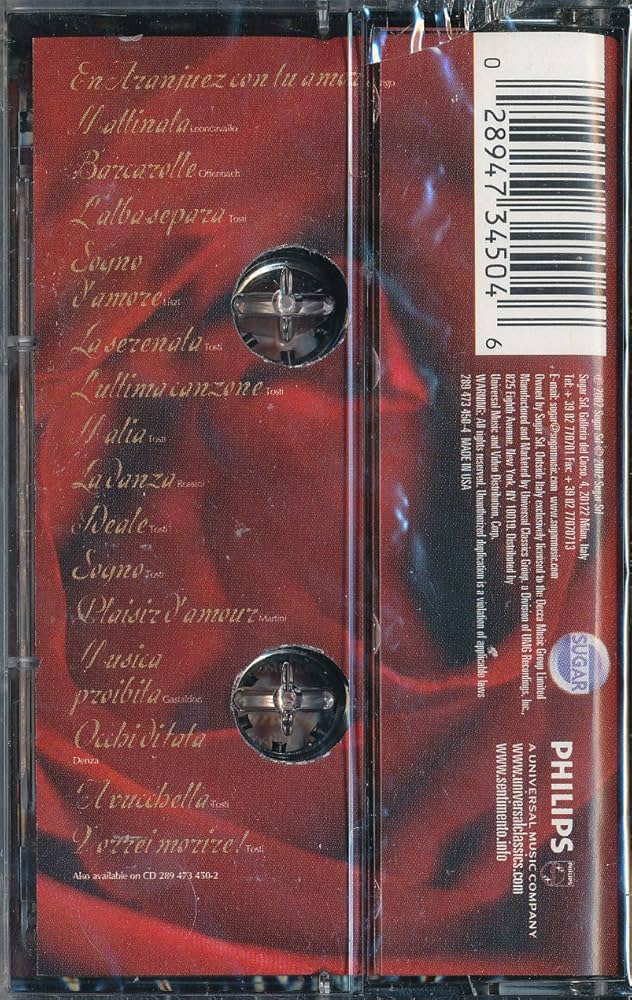 En Aranjuez con tu amor
Mattinata Leoncavallo
Barcarolle Offenbach
L'alba separa Tosti
Sogno
d'amore Liszt
La serenata Tosti
L'ultima canzone Tosti
Malia Tosti
La danza Rossini
Ideale Tosti
Sogno Tosti
Plaisir d'amour Martini
Musica
proibita Gastaldon
Occhi di fata
Denza
'A vucchella Tosti
Vorrei morire! Tosti
Also available on CD 289 473 450-2
0 28947 34504 6
℗ 2002 Sugar Srl © 2002 Sugar Srl
Sugar Srl, Galleria del Corso, 4, 20122 Milan, Italy
Tel: + 39 02 770701 Fax: + 39 02 77070713
E-mail: sugar@sugarmusic.com www.sugarmusic.com
Owned by Sugar Srl. Outside Italy exclusively licensed to the Decca Music Group Limited
Manufactured and Marketed by Universal Classics Group, a Division of UMG Recordings, Inc.,
825 Eighth Avenue, New York, NY 10019. Distributed by
Universal Music and Video Distribution, Corp.
WARNING: All rights reserved. Unauthorized duplication is a violation of applicable laws
289 473 450-4 MADE IN USA
SUGAR
PHILIPS
PHILIPS
A UNIVERSAL MUSIC COMPANY
www.universalclassics.com
www.sentimento.info